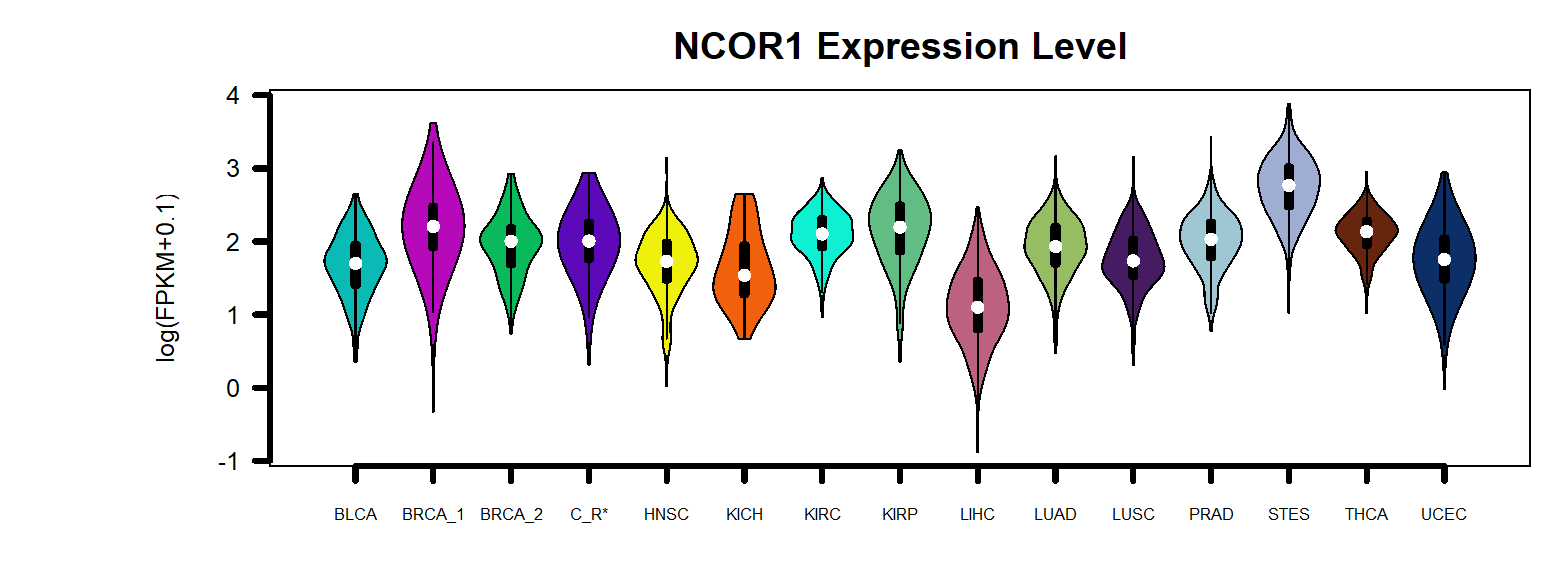 NCOR1 Expression Level
log(FPKM+0.1)
4
3
2
1
0
-1
BLCA BRCA_1 BRCA_2 C_R* HNSC KICH KIRC KIRP LIHC LUAD LUSC PRAD STES THCA UCEC